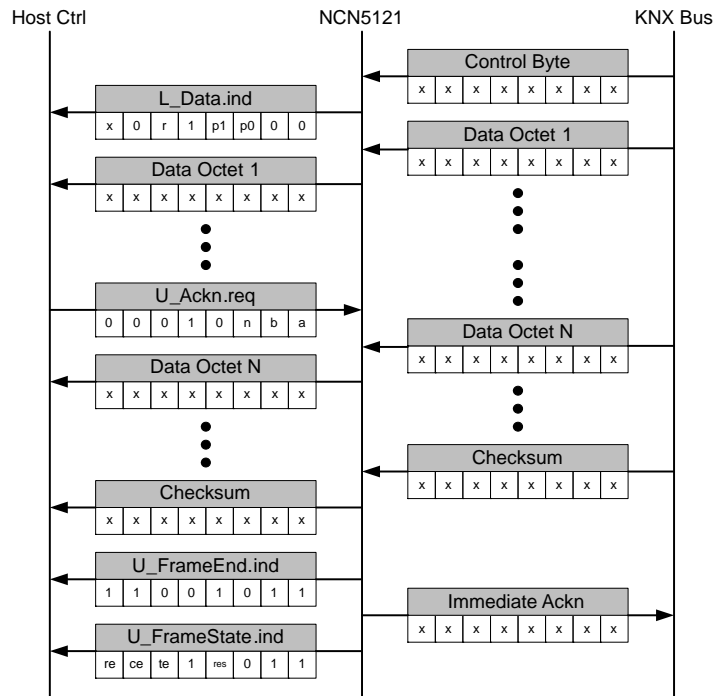 Host Ctrl NCN5121 KNX Bus
Control Byte
x x x x x x x x
L_Data.ind
x 0 r 1 p1 p0 0 0
Data Octet 1
x x x x x x x x
Data Octet 1
x x x x x x x x
U_Ackn.req
0 0 0 1 0 n b a
Data Octet N
x x x x x x x x
Data Octet N
x x x x x x x x
Checksum
x x x x x x x x
Checksum
x x x x x x x x
U_FrameEnd.ind
1 1 0 0 1 0 1 1
Immediate Ackn
x x x x x x x x
U_FrameState.ind
re ce te 1 res 0 1 1